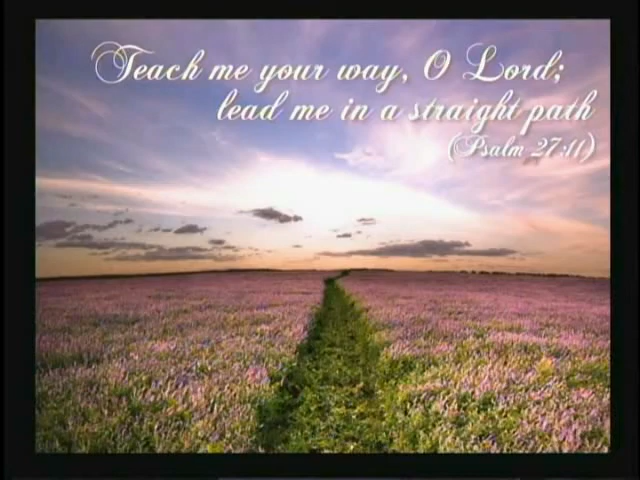 Teach me your way, O Lord;
lead me in a straight path
(Psalm 27:11)